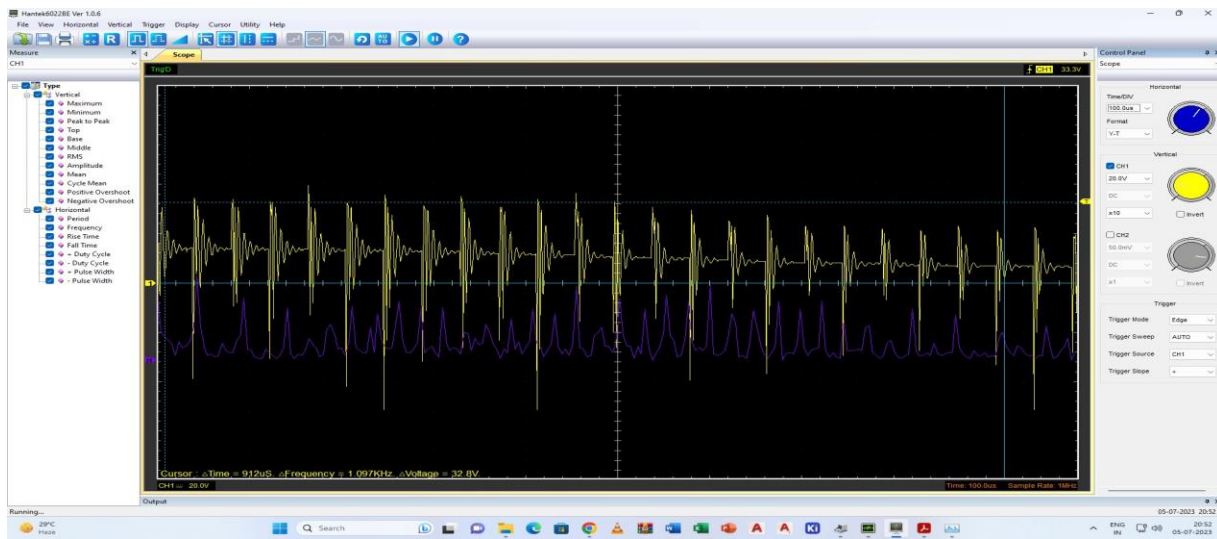 Hantek6022BE Ver 1.0.6
File View Horizontal Vertical Trigger Display Cursor Utility Help
R AUTO ?
Measure
CH1
Type
Vertical
Maximum
Minimum
Peak to Peak
Top
Base
Middle
RMS
Amplitude
Mean
Cycle Mean
Positive Overshoot
Negative Overshoot
Horizontal
Period
Frequency
Rise Time
Fall Time
+ Duty Cycle
- Duty Cycle
+ Pulse Width
- Pulse Width
Scope
Trig'D
CH1 33.3V
T
1
Cursor : △Time = 912uS. △Frequency = 1.097KHz. △Voltage = 32.8V.
CH1 20.0V
Time: 100.0us Sample Rate: 1MHz
Control Panel
Scope
Horizontal
Time/DIV
100.0us
Format
Y-T
Vertical
CH1
20.0V
DC
x10
Invert
CH2
50.0mV
DC
x1
Invert
Trigger
Trigger Mode Edge
Trigger Sweep AUTO
Trigger Source CH1
Trigger Slope +
Output
Running...
05-07-2023 20:52
29°C
Haze
Search
ENG
IN
20:52
05-07-2023